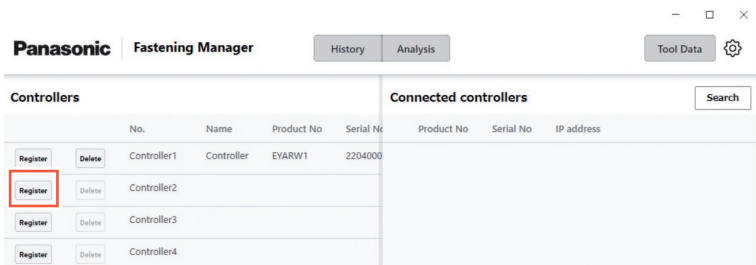 Panasonic Fastening Manager History Analysis Tool Data
Controllers Connected controllers Search
No. Name Product No Serial No Product No Serial No IP address
Register Delete Controller1 Controller EYARW1 2204000
Register Delete Controller2
Register Delete Controller3
Register Delete Controller4